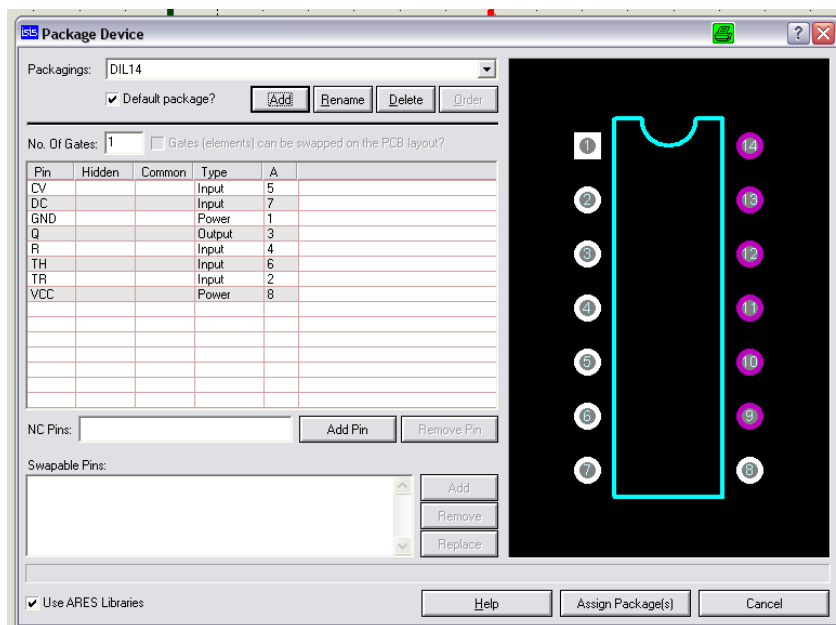 isis Package Device
Packagings: DIL14
Default package? Add Rename Delete Order
No. Of Gates: 1 Gates (elements) can be swapped on the PCB layout?
Pin Hidden Common Type A
CV Input 5
DC Input 7
GND Power 1
Q Output 3
R Input 4
TH Input 6
TR Input 2
VCC Power 8
NC Pins: Add Pin Remove Pin
Swapable Pins:
Add
Remove
Replace
Use ARES Libraries Help Assign Package(s) Cancel
1 14
2 13
3 12
4 11
5 10
6 9
7 8